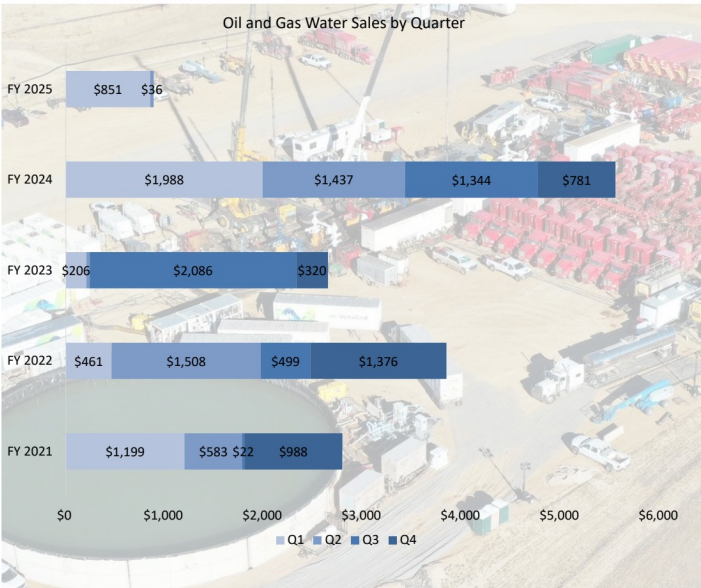 Oil and Gas Water Sales by Quarter
FY 2025 $851 $36
FY 2024 $1,988 $1,437 $1,344 $781
FY 2023 $206 $2,086 $320
FY 2022 $461 $1,508 $499 $1,376
FY 2021 $1,199 $583 $22 $988
$0 $1,000 $2,000 $3,000 $4,000 $5,000 $6,000
Q1 Q2 Q3 Q4